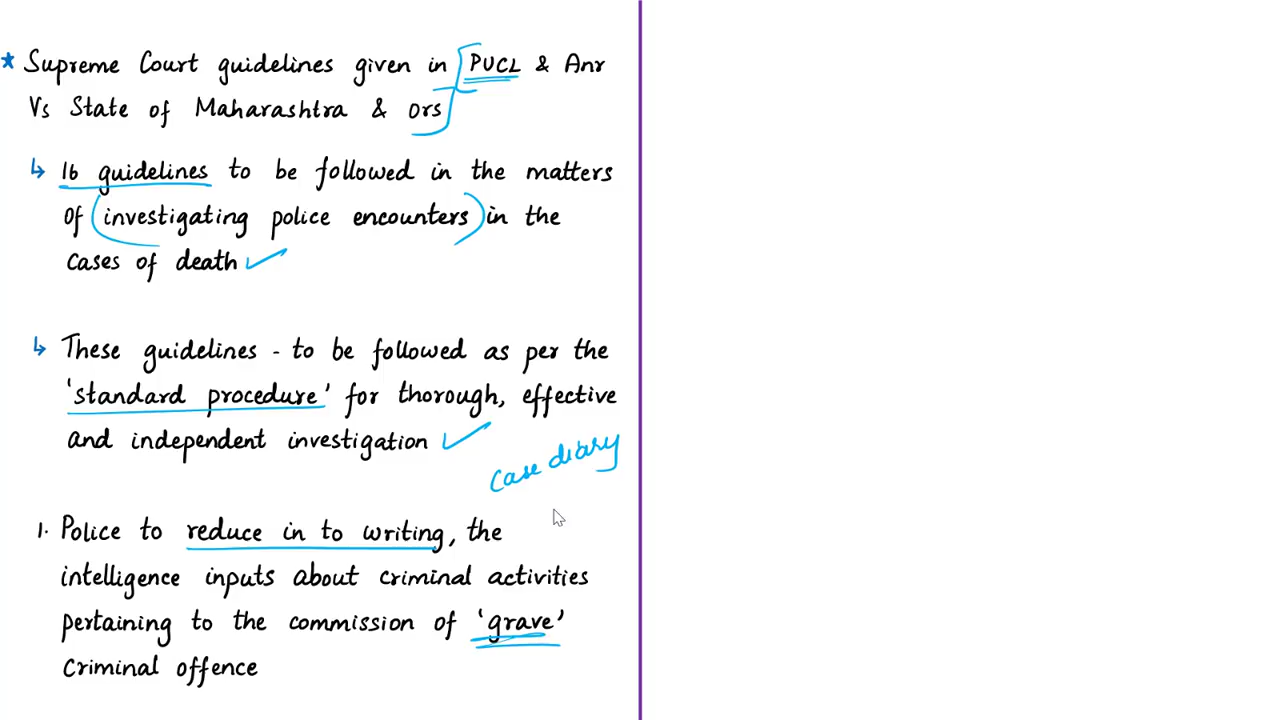 * Supreme Court guidelines given in PUCL & Anr
Vs State of Maharashtra & Ors
↳ 16 guidelines to be followed in the matters
of (investigating police encounters) in the
cases of death ✓
↳ These guidelines - to be followed as per the
'standard procedure' for thorough, effective
and independent investigation ✓
case diary
1. Police to reduce in to writing, the
intelligence inputs about criminal activities
pertaining to the commission of 'grave'
Criminal offence